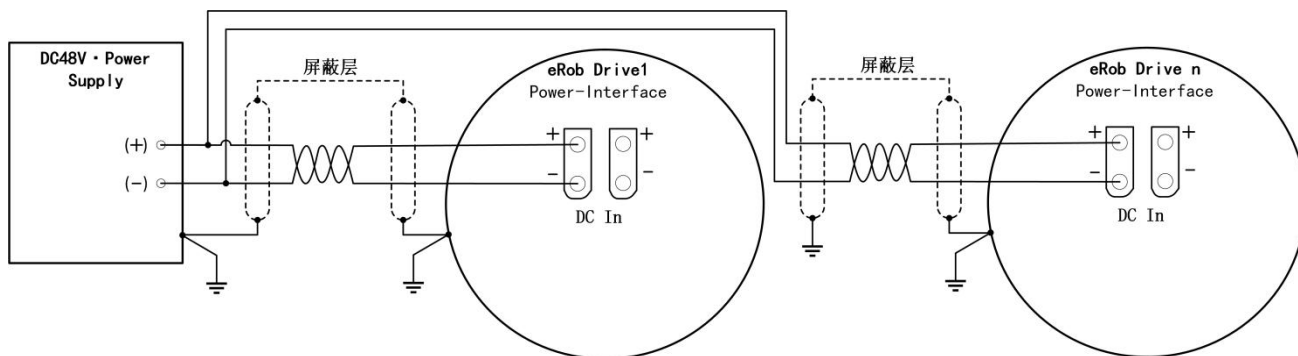 DC48V·Power
Supply
(+)
(-)
屏蔽层
eRob Drive1
Power-Interface
+ +
- -
DC In
屏蔽层
eRob Drive n
Power-Interface
+ +
- -
DC In